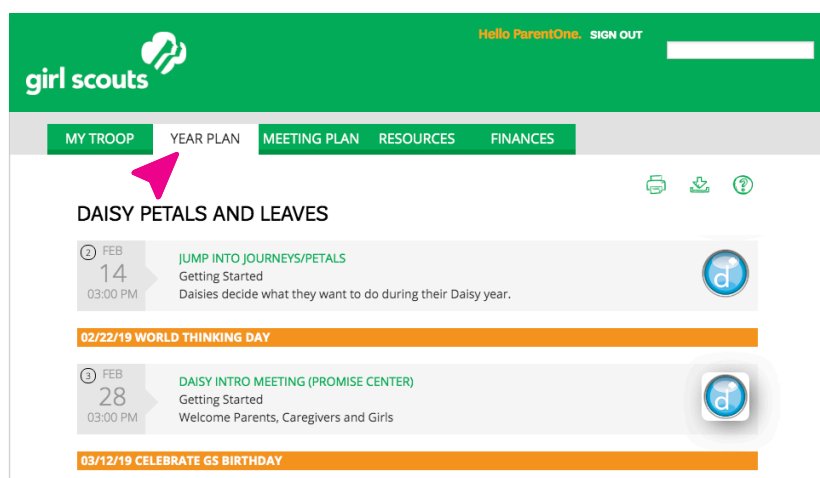 Hello ParentOne. SIGN OUT
girl scouts
MY TROOP YEAR PLAN MEETING PLAN RESOURCES FINANCES
?
DAISY PETALS AND LEAVES
2 FEB
14
03:00 PM
JUMP INTO JOURNEYS/PETALS
Getting Started
Daisies decide what they want to do during their Daisy year.
d
02/22/19 WORLD THINKING DAY
3 FEB
28
03:00 PM
DAISY INTRO MEETING (PROMISE CENTER)
Getting Started
Welcome Parents, Caregivers and Girls
d
03/12/19 CELEBRATE GS BIRTHDAY